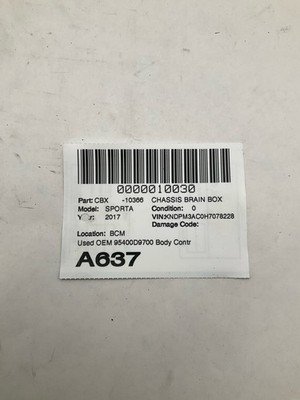 0000010030
Part: CBX -10366 CHASSIS BRAIN BOX
Model: SPORTA Condition: 0
2017 VIN:KNDPM3AC0H7078228
Damage Code:
Location: BCM
Used OEM 95400D9700 Body Contr
A637